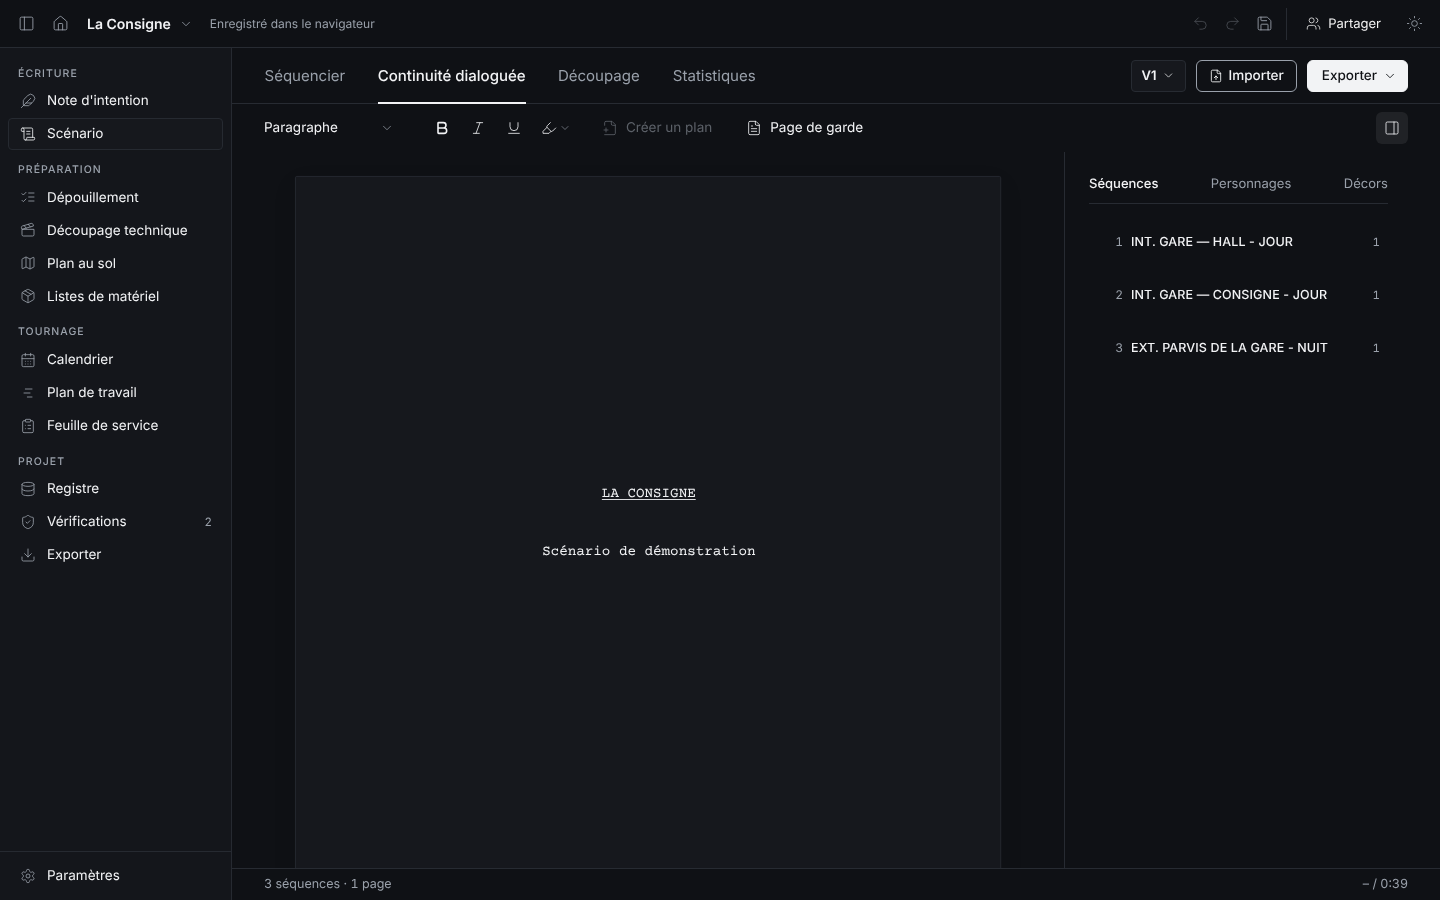 La Consigne
Enregistré dans le navigateur
Partager
ÉCRITURE
Note d'intention
Scénario
PRÉPARATION
Dépouillement
Découpage technique
Plan au sol
Listes de matériel
TOURNAGE
Calendrier
Plan de travail
Feuille de service
PROJET
Registre
Vérifications 2
Exporter
Paramètres
Séquencier Continuité dialoguée Découpage Statistiques
V1 Importer Exporter
Paragraphe B I U Créer un plan Page de garde
LA CONSIGNE
Scénario de démonstration
Séquences Personnages Décors
1 INT. GARE — HALL - JOUR 1
2 INT. GARE — CONSIGNE - JOUR 1
3 EXT. PARVIS DE LA GARE - NUIT 1
3 séquences · 1 page
– / 0:39